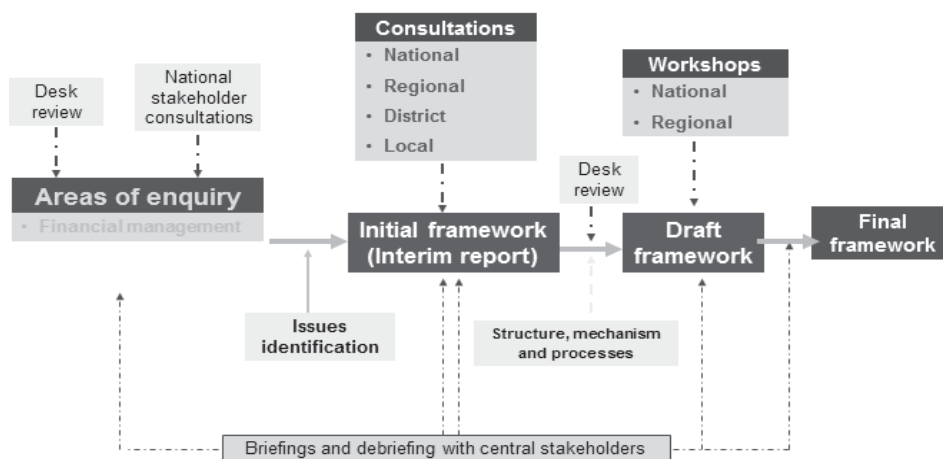 Consultations
• National
• Regional
• District
• Local
Workshops
• National
• Regional
Desk
review
National
stakeholder
consultations
Areas of enquiry
• Financial management
Desk
review
Initial framework
(Interim report)
Draft
framework
Final
framework
Issues
identification
Structure, mechanism
and processes
Briefings and debriefing with central stakeholders